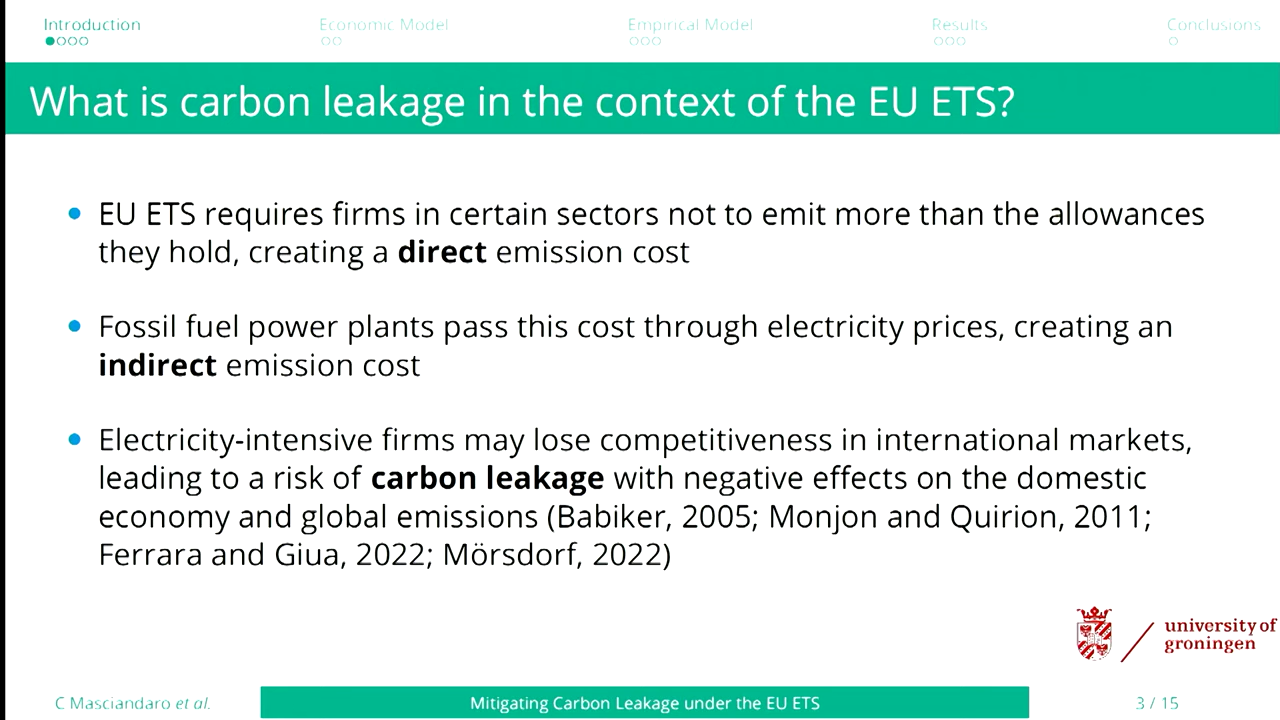 Introduction
Economic Model
Empirical Model
Results
Conclusions
What is carbon leakage in the context of the EU ETS?
EU ETS requires firms in certain sectors not to emit more than the allowances
they hold, creating a direct emission cost
Fossil fuel power plants pass this cost through electricity prices, creating an
indirect emission cost
Electricity-intensive firms may lose competitiveness in international markets,
leading to a risk of carbon leakage with negative effects on the domestic
economy and global emissions (Babiker, 2005; Monjon and Quirion, 2011;
Ferrara and Giua, 2022; Mörsdorf, 2022)
university of
groningen
C Masciandaro et al.
Mitigating Carbon Leakage under the EU ETS
3 / 15